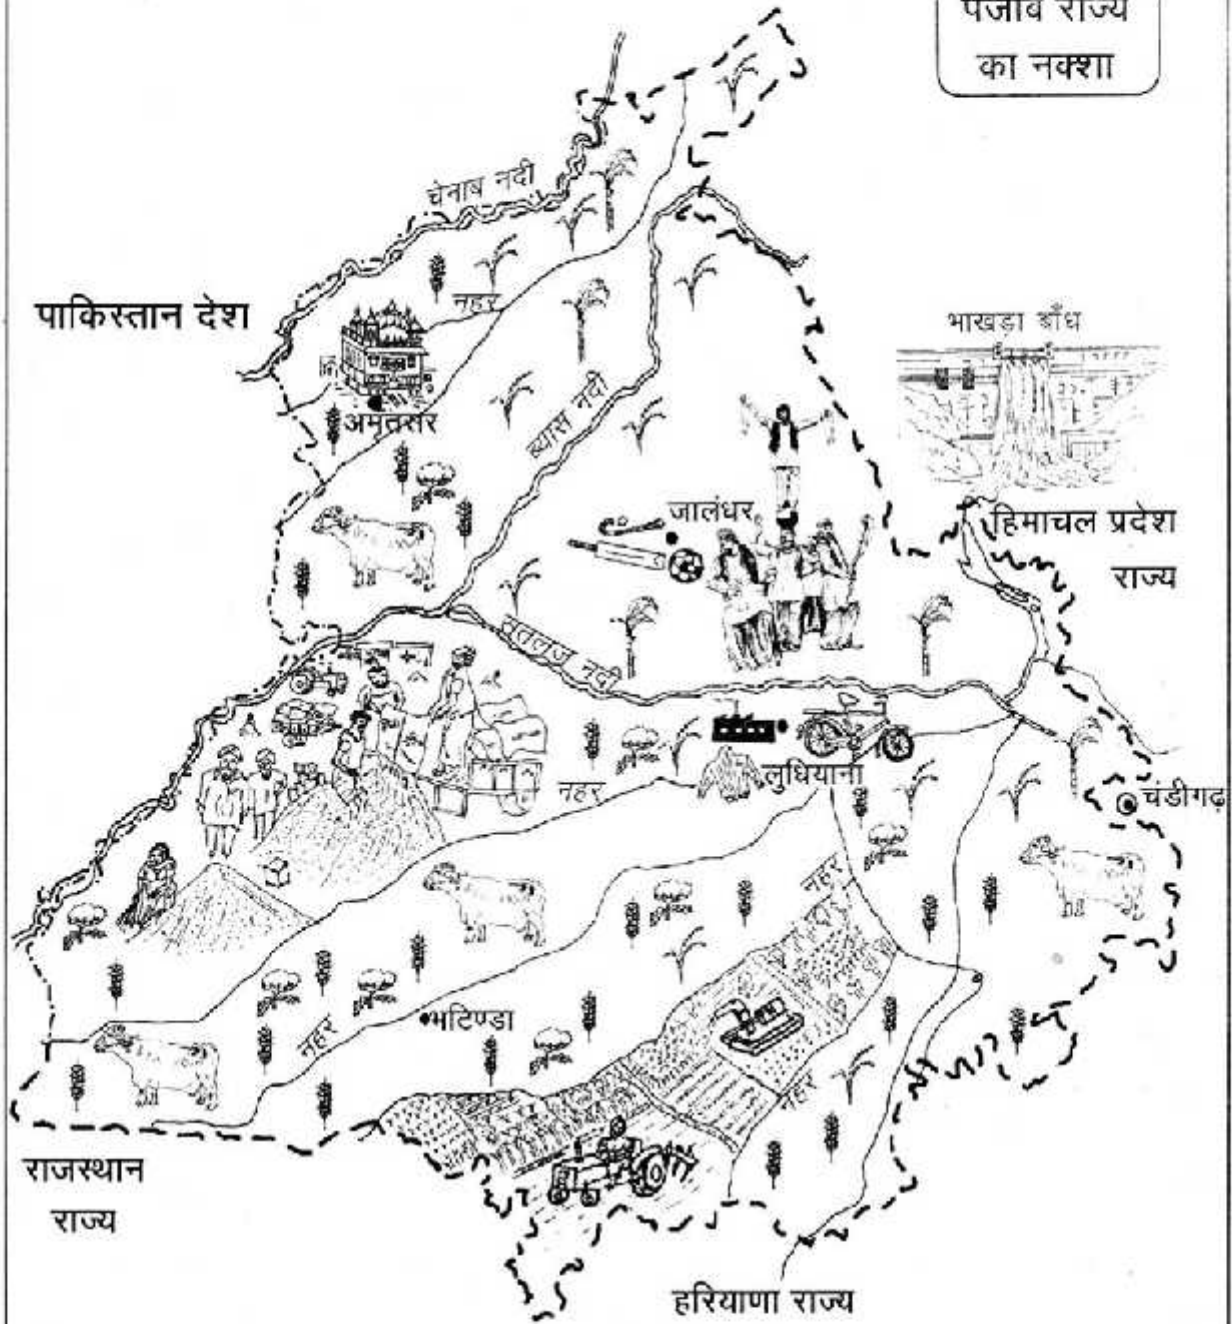 पंजाब राज्य
का नक्शा
चेनाब नदी
पाकिस्तान देश
नहर
भाखड़ा बाँध
अमृतसर
ब्यास नदी
जालंधर
हिमाचल प्रदेश
राज्य
सतलज नदी
लुधियाना
नहर
चंडीगढ़
नहर
भटिण्डा
नहर
नहर
राजस्थान
राज्य
हरियाणा राज्य